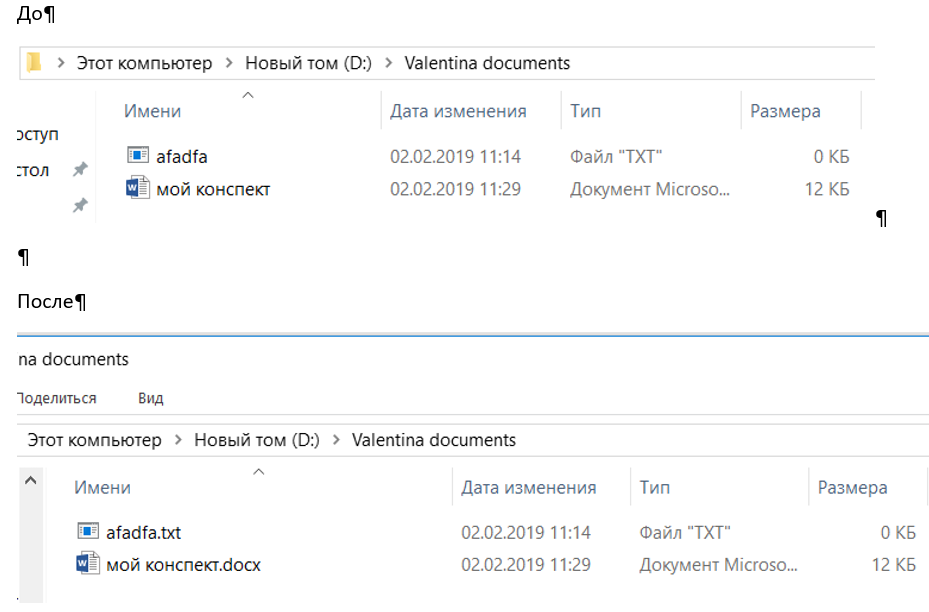 До¶
Этот компьютер > Новый том (D:) > Valentina documents
Имени Дата изменения Тип Размера
оступ
afadfa 02.02.2019 11:14 Файл "TXT" 0 КБ
стол
мой конспект 02.02.2019 11:29 Документ Microso... 12 КБ
¶
¶
После¶
na documents
Поделиться Вид
Этот компьютер > Новый том (D:) > Valentina documents
Имени Дата изменения Тип Размера
afadfa.txt 02.02.2019 11:14 Файл "TXT" 0 КБ
мой конспект.docx 02.02.2019 11:29 Документ Microso... 12 КБ